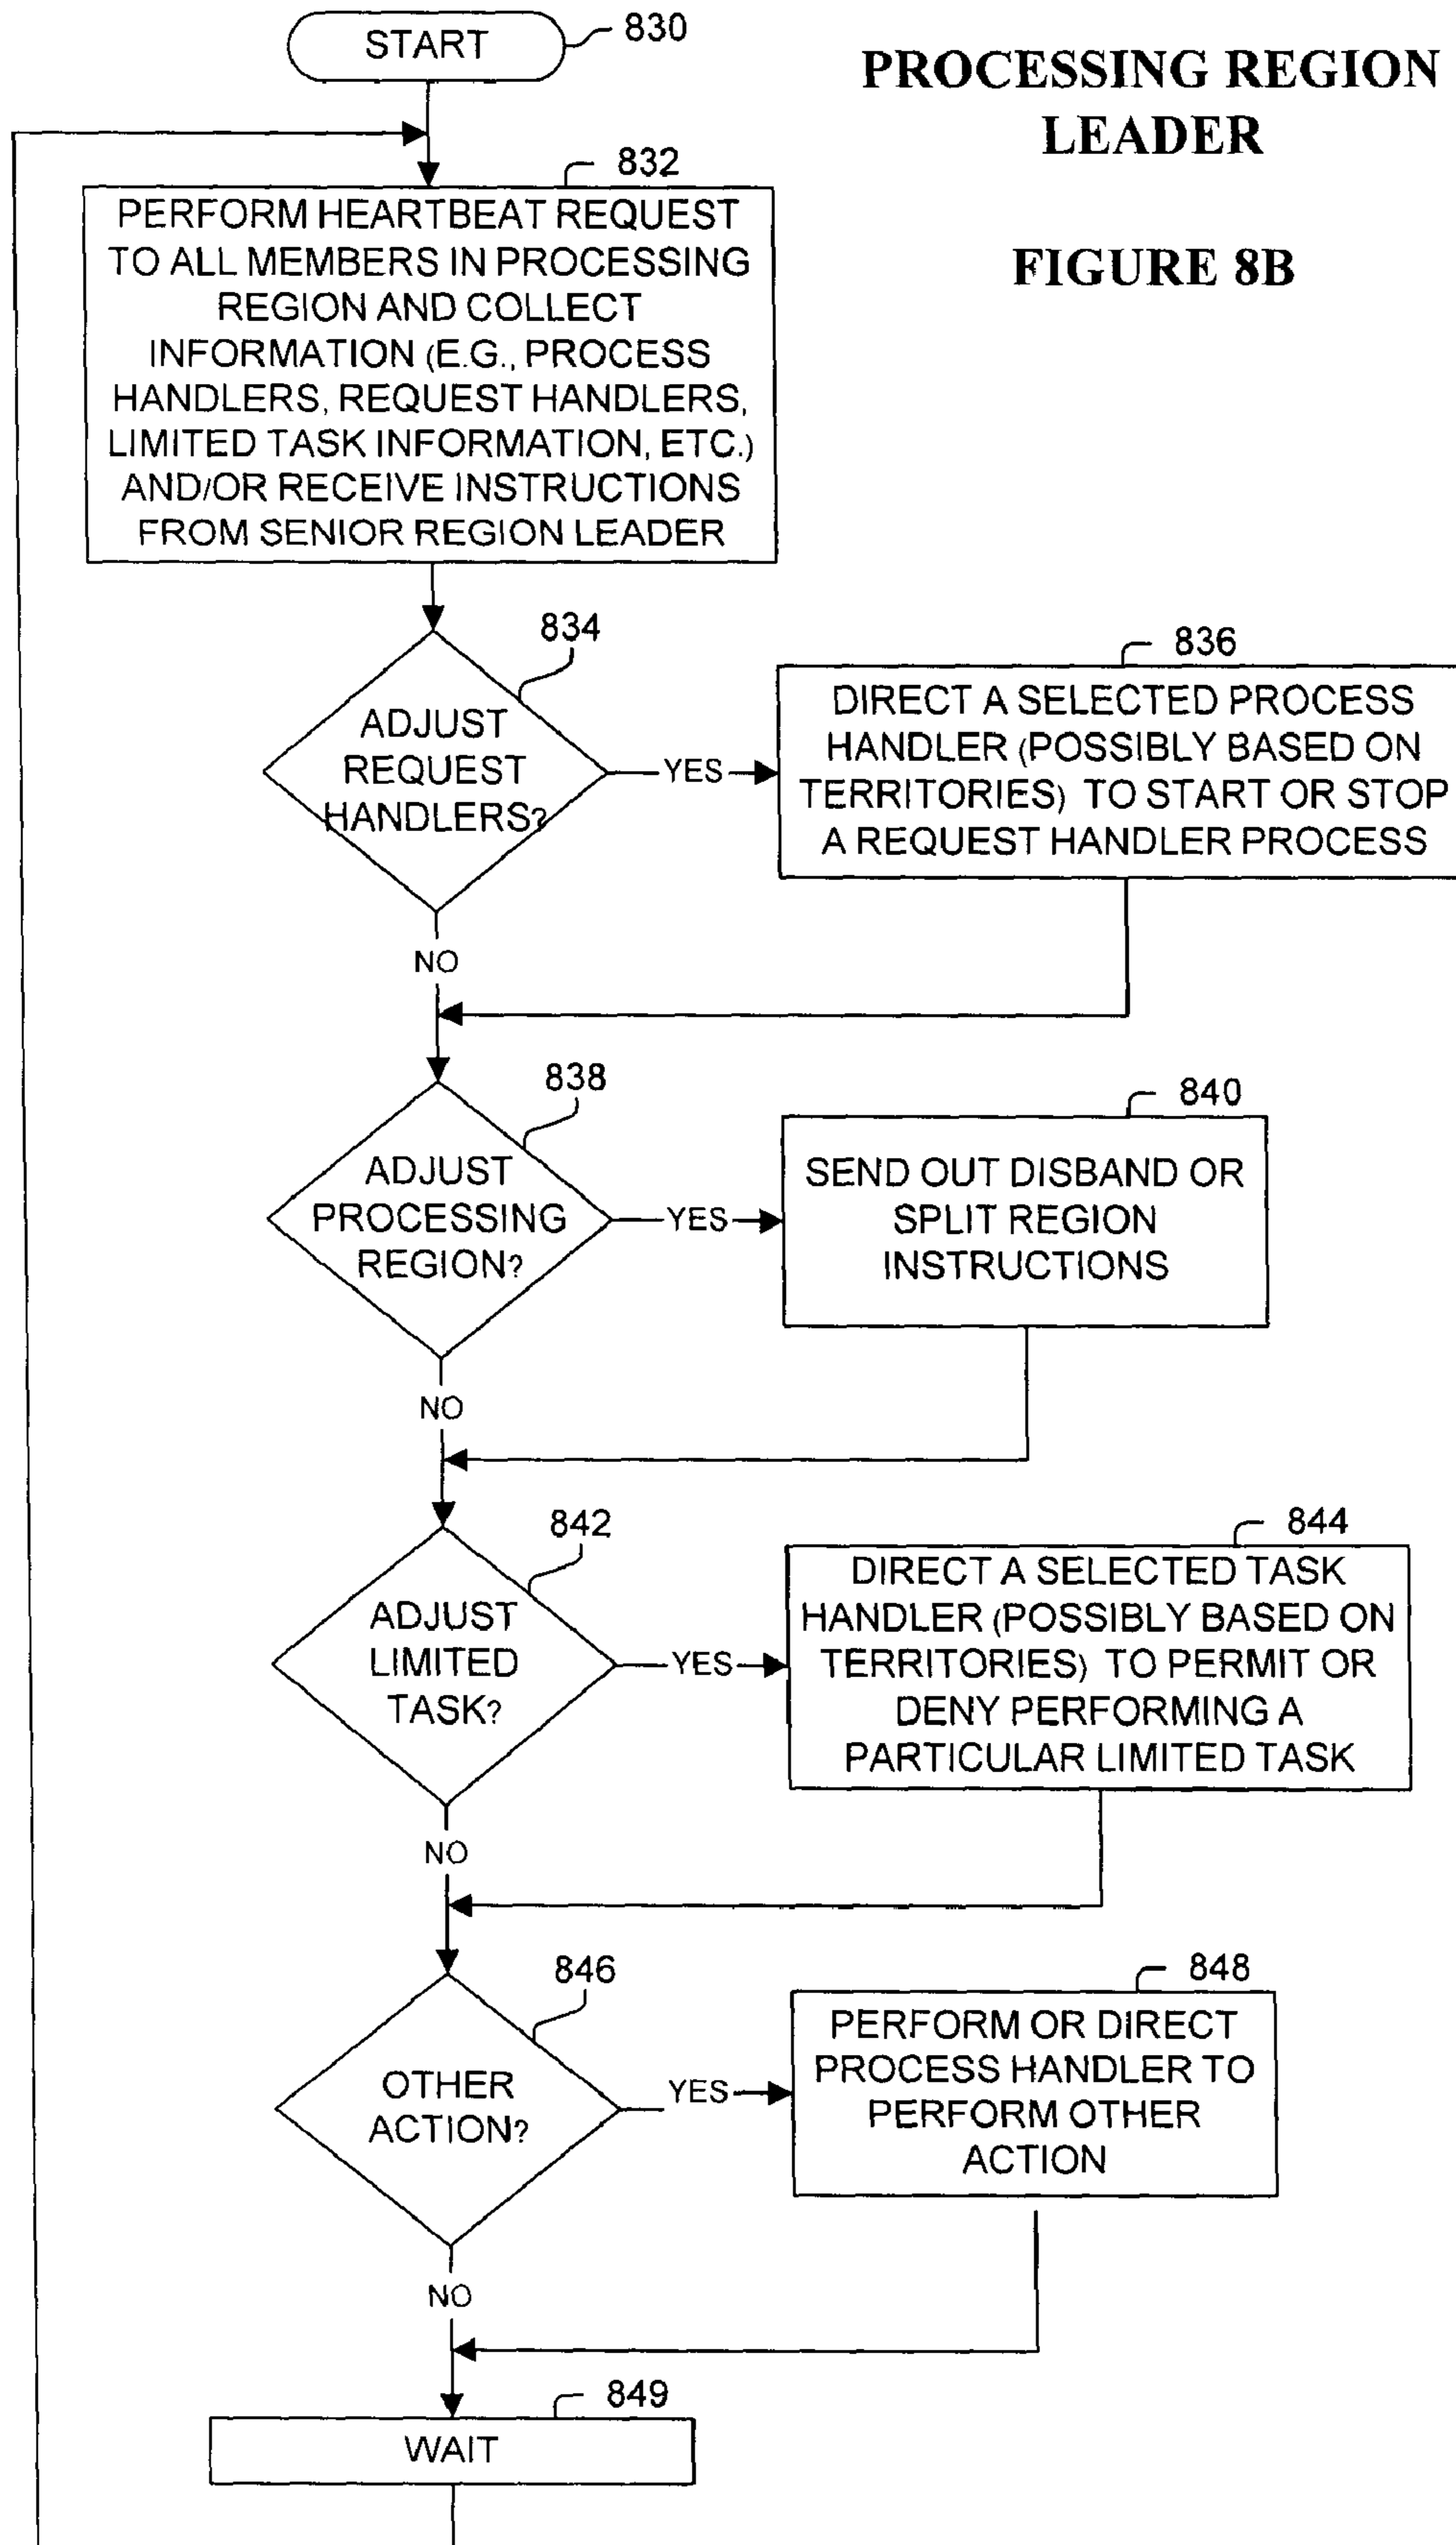 START
830
PROCESSING REGION
LEADER
FIGURE 8B
832
PERFORM HEARTBEAT REQUEST
TO ALL MEMBERS IN PROCESSING
REGION AND COLLECT
INFORMATION (E.G., PROCESS
HANDLERS, REQUEST HANDLERS,
LIMITED TASK INFORMATION, ETC.)
AND/OR RECEIVE INSTRUCTIONS
FROM SENIOR REGION LEADER
834
ADJUST
REQUEST
HANDLERS?
YES
836
DIRECT A SELECTED PROCESS
HANDLER (POSSIBLY BASED ON
TERRITORIES) TO START OR STOP
A REQUEST HANDLER PROCESS
NO
838
ADJUST
PROCESSING
REGION?
YES
840
SEND OUT DISBAND OR
SPLIT REGION
INSTRUCTIONS
NO
842
ADJUST
LIMITED
TASK?
YES
844
DIRECT A SELECTED TASK
HANDLER (POSSIBLY BASED ON
TERRITORIES) TO PERMIT OR
DENY PERFORMING A
PARTICULAR LIMITED TASK
NO
846
OTHER
ACTION?
YES
848
PERFORM OR DIRECT
PROCESS HANDLER TO
PERFORM OTHER
ACTION
NO
849
WAIT